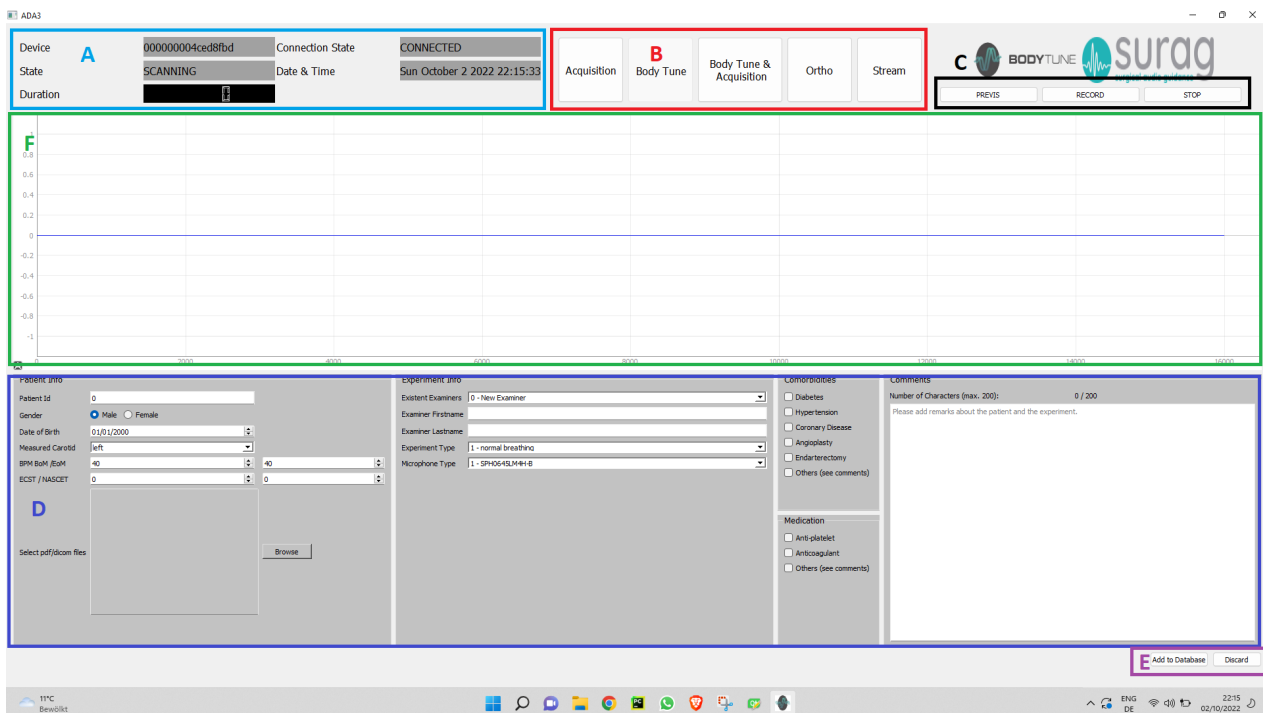 ADA3
Device
A
000000004ced8fbd
Connection State
CONNECTED
State
SCANNING
Date & Time
Sun October 2 2022 22:15:33
Duration
B
Acquisition
Body Tune
Body Tune &
Acquisition
Ortho
Stream
C
BODYTUNE
surag
surgical audio guidance
PREVIS
RECORD
STOP
F
1
0.8
0.6
0.4
0.2
0
-0.2
-0.4
-0.6
-0.8
-1
0
2000
4000
6000
8000
10000
12000
14000
16000
Patient Info
Patient Id
0
Gender
Male
Female
Date of Birth
01/01/2000
Measured Carotid
left
BPM BoM /EoM
40
40
ECST / NASCET
0
0
D
Select pdf/dicom files
Browse
Experiment Info
Existent Examiners
0 - New Examiner
Examiner Firstname
Examiner Lastname
Experiment Type
1 - normal breathing
Microphone Type
1 - SPH0645LM4H-B
Comorbidities
Diabetes
Hypertension
Coronary Disease
Angioplasty
Endarterectomy
Others (see comments)
Medication
Anti-platelet
Anticoagulant
Others (see comments)
Comments
Number of Characters (max. 200):
0 / 200
Please add remarks about the patient and the experiment.
E
Add to Database
Discard
11°C
Bewölkt
PC
ENG
DE
22:15
02/10/2022